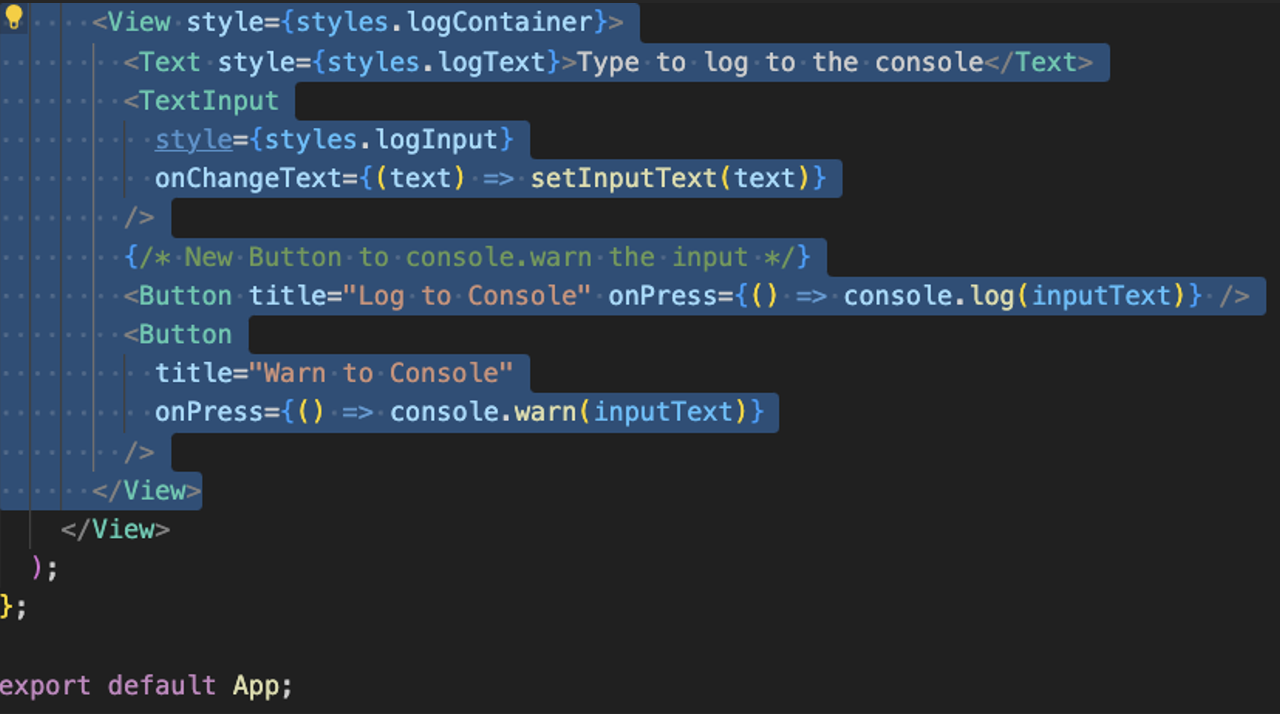 <View style={styles.logContainer}>
<Text style={styles.logText}>Type to log to the console</Text>
<TextInput
style={styles.logInput}
onChangeText={(text) => setInputText(text)}
/>
{/* New Button to console.warn the input */}
<Button title="Log to Console" onPress={() => console.log(inputText)} />
<Button
title="Warn to Console"
onPress={() => console.warn(inputText)}
/>
</View>
</View>
);
};
export default App;